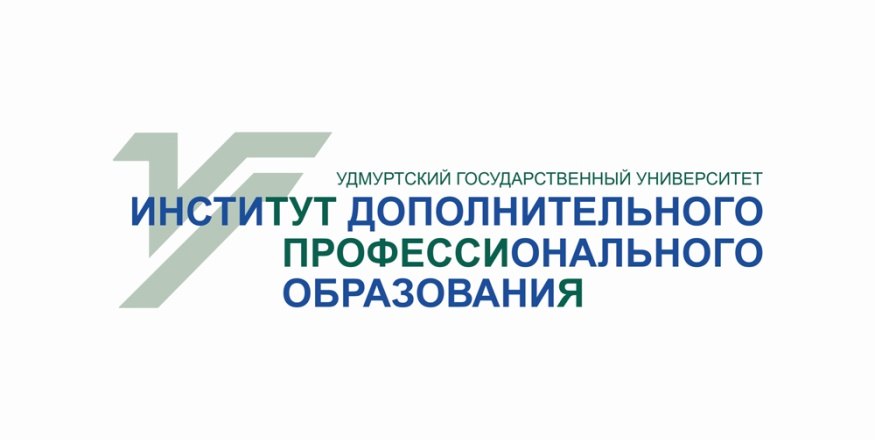 УДМУРТСКИЙ ГОСУДАРСТВЕННЫЙ УНИВЕРСИТЕТ
ИНСТИТУТ ДОПОЛНИТЕЛЬНОГО
ПРОФЕССИОНАЛЬНОГО
ОБРАЗОВАНИЯ